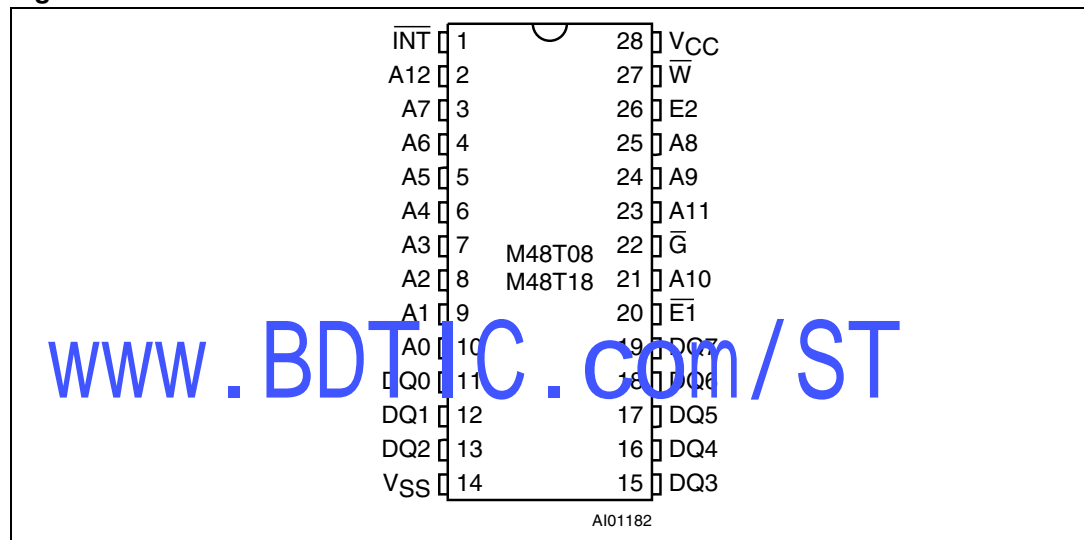 INT 1 28 VCC
A12 2 27 W
A7 3 26 E2
A6 4 25 A8
A5 5 24 A9
A4 6 23 A11
A3 7 22 G
M48T08
A2 8 21 A10
M48T18
A1 9 20 E1
A0 10 19 DQ7
www.BDTIC.com/ST
DQ0 11 18 DQ6
DQ1 12 17 DQ5
DQ2 13 16 DQ4
VSS 14 15 DQ3
AI01182